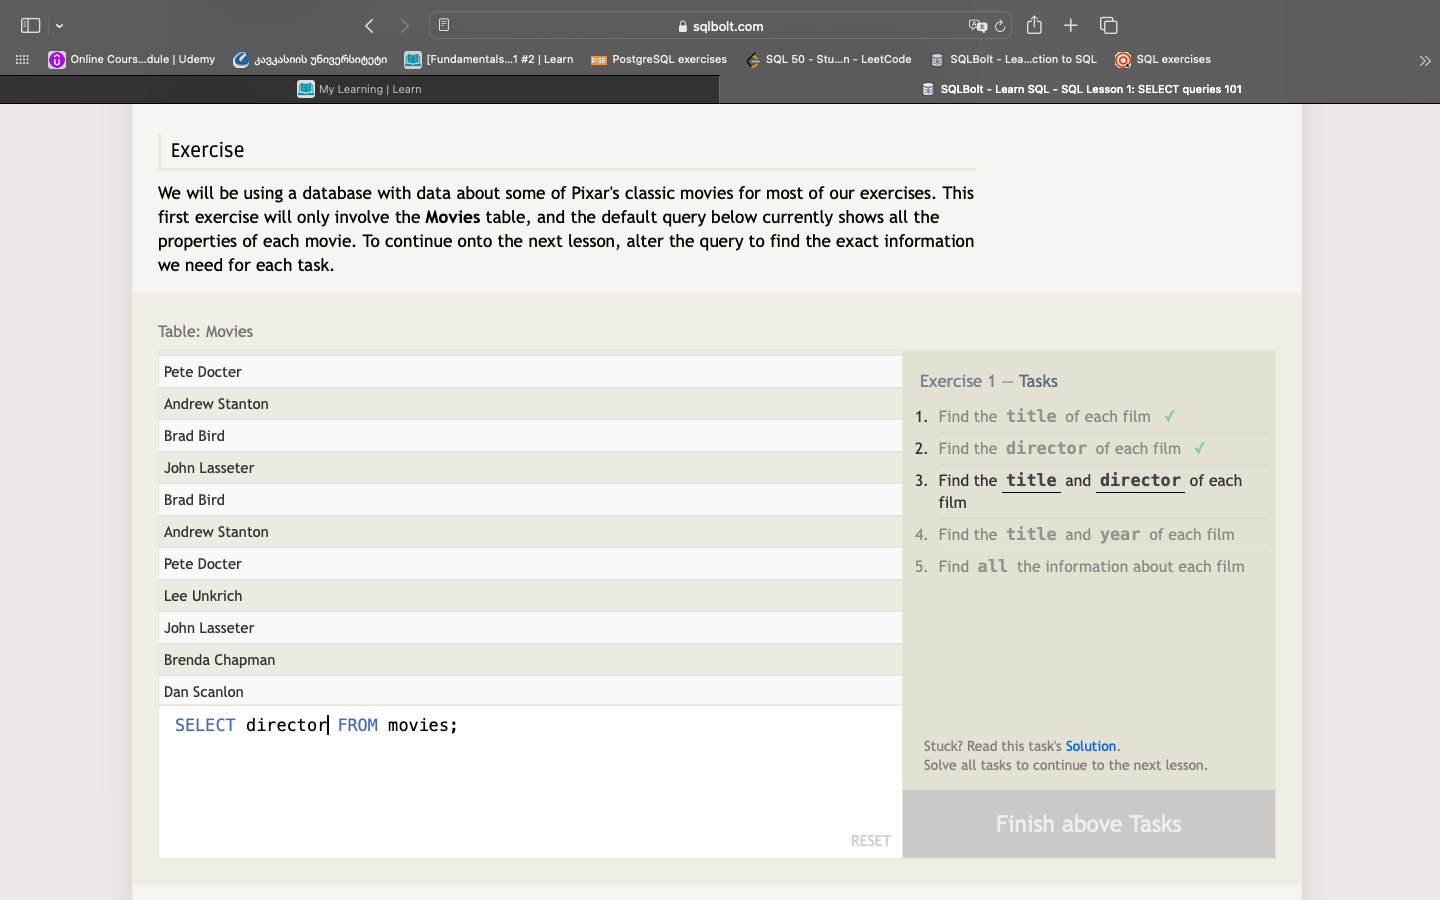 sqlbolt.com
Online Cours...dule | Udemy
კავკასიის უნივერსიტეტი
[Fundamentals...1 #2 | Learn
PGE PostgreSQL exercises
SQL 50 - Stu...n - LeetCode
SQLBolt - Lea...ction to SQL
SQL exercises
My Learning | Learn
SQLBolt - Learn SQL - SQL Lesson 1: SELECT queries 101
Exercise
We will be using a database with data about some of Pixar's classic movies for most of our exercises. This
first exercise will only involve the Movies table, and the default query below currently shows all the
properties of each movie. To continue onto the next lesson, alter the query to find the exact information
we need for each task.
Table: Movies
Pete Docter
Andrew Stanton
Brad Bird
John Lasseter
Brad Bird
Andrew Stanton
Pete Docter
Lee Unkrich
John Lasseter
Brenda Chapman
Dan Scanlon
SELECT director FROM movies;
RESET
Exercise 1 — Tasks
1. Find the title of each film ✓
2. Find the director of each film ✓
3. Find the title and director of each
film
4. Find the title and year of each film
5. Find all the information about each film
Stuck? Read this task's Solution.
Solve all tasks to continue to the next lesson.
Finish above Tasks